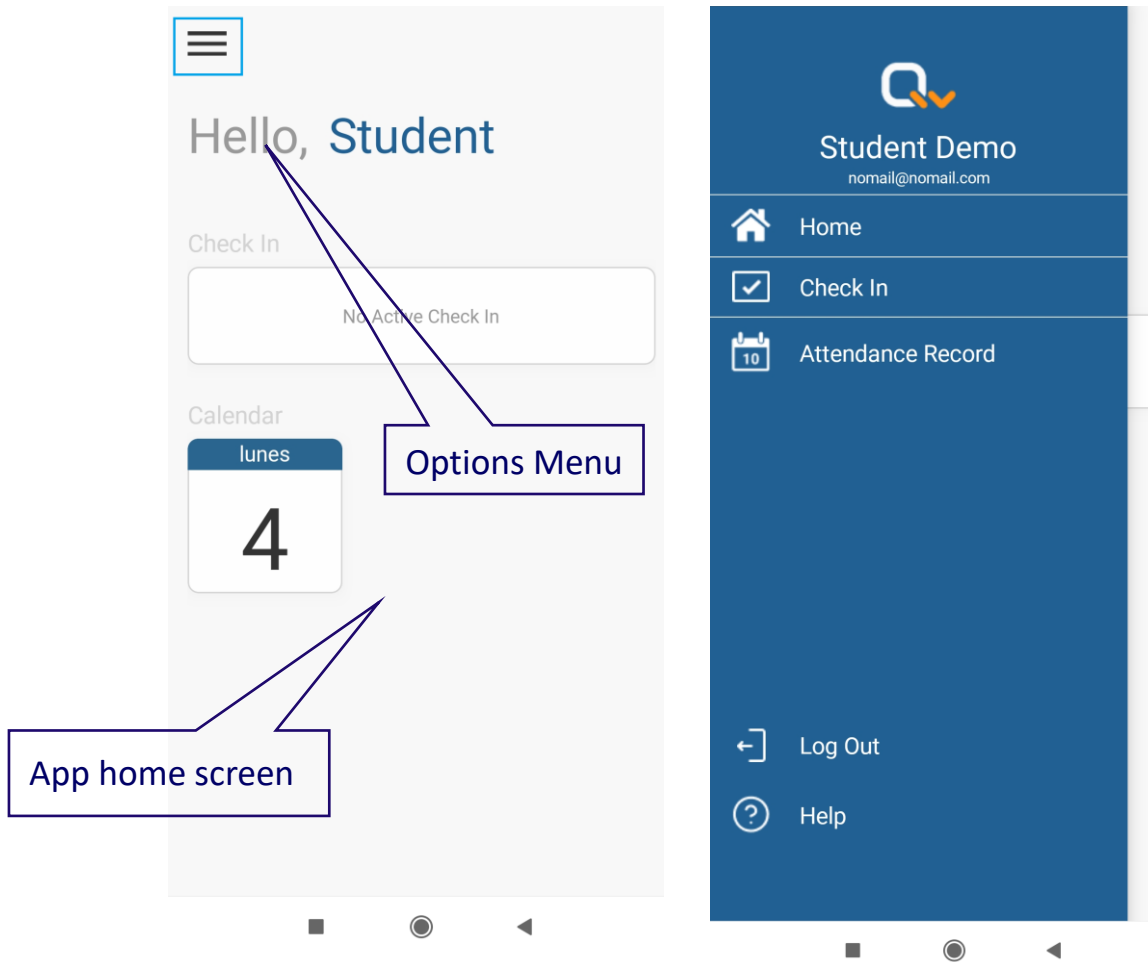 Hello, Student
Check In
No Active Check In
Calendar
lunes
4
Options Menu
App home screen
Student Demo
nomail@nomail.com
Home
Check In
10
Attendance Record
Log Out
? Help